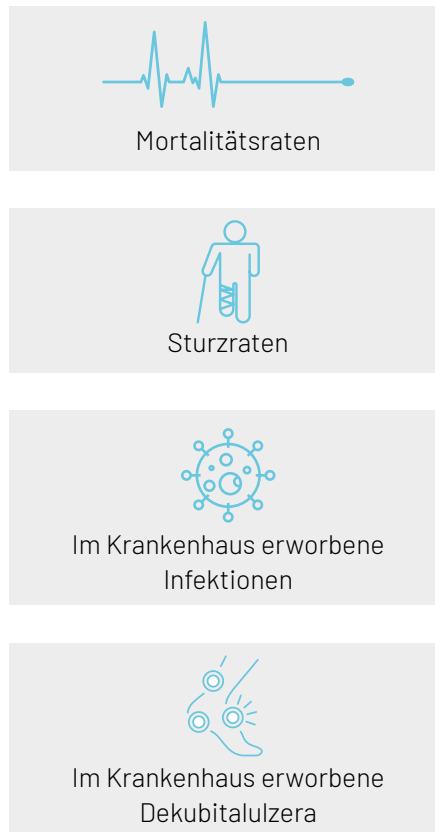 Mortalitätsraten
Sturzraten
Im Krankenhaus erworbene
Infektionen
Im Krankenhaus erworbene
Dekubitalulzera